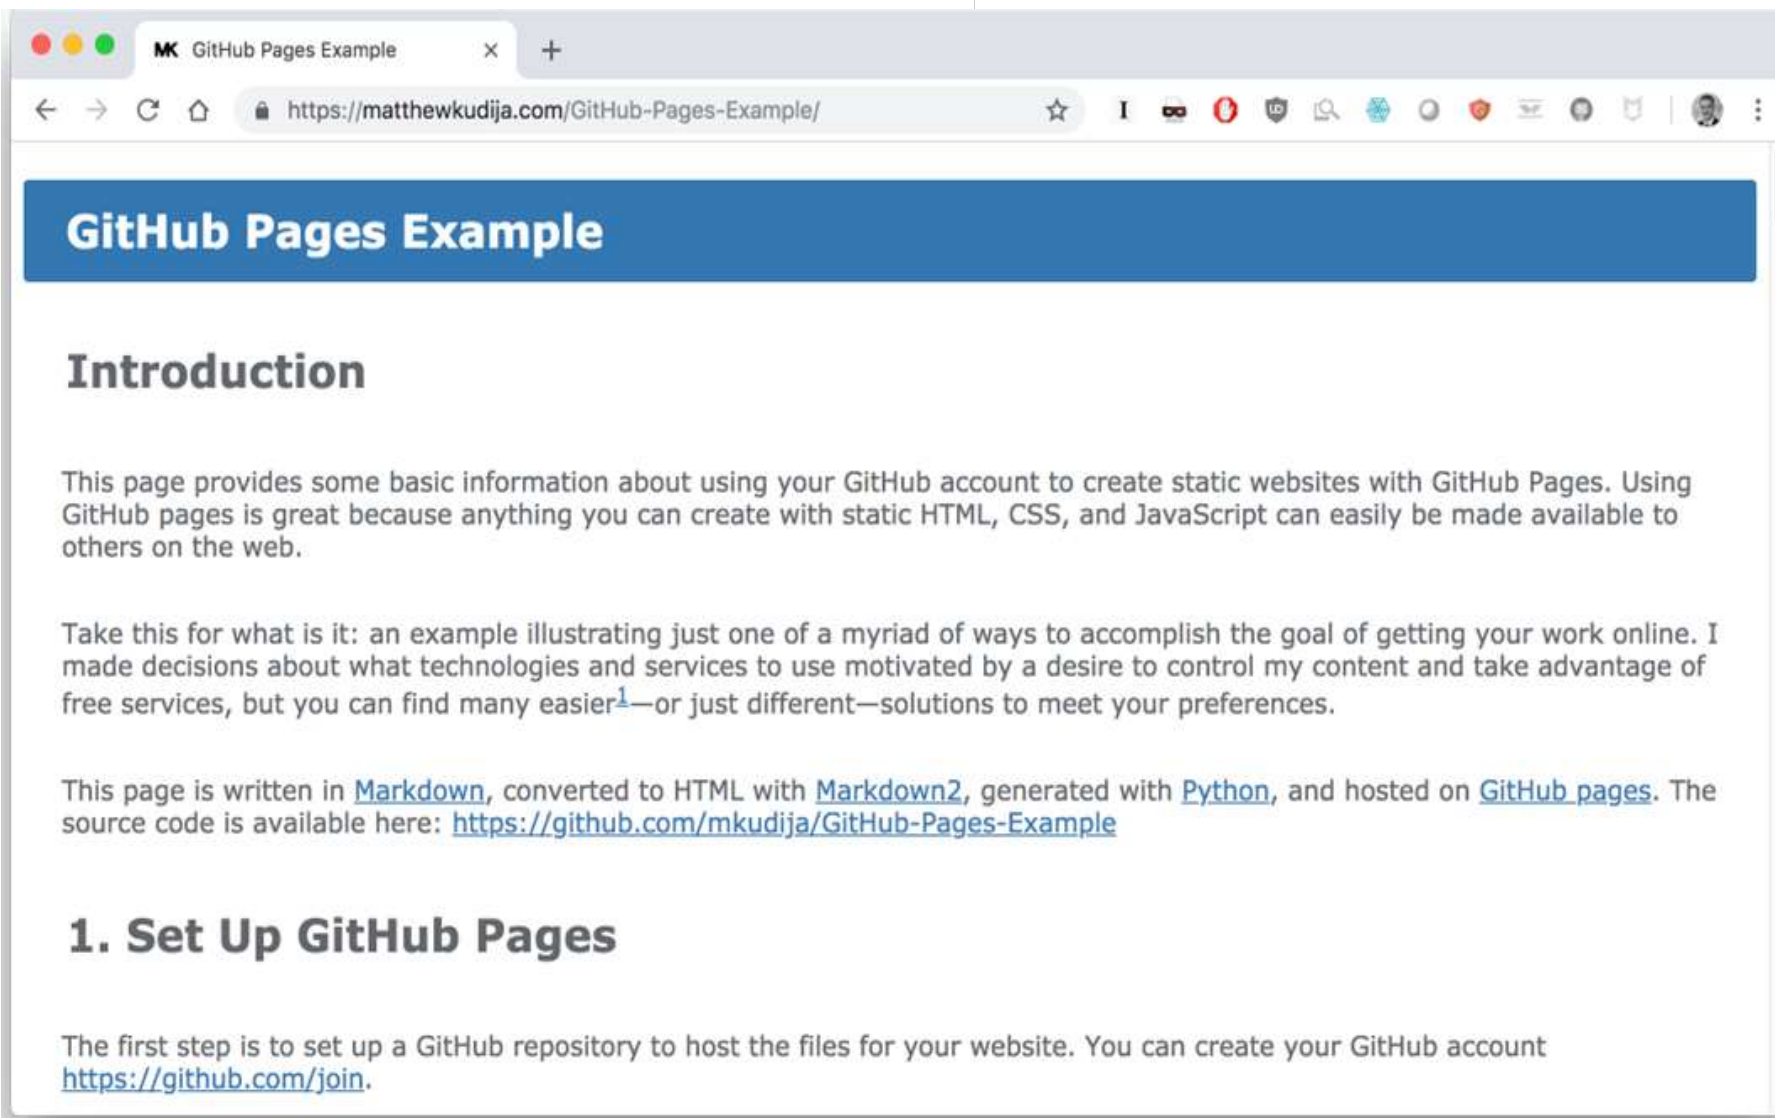 MK GitHub Pages Example
https://matthewkudija.com/GitHub-Pages-Example/
GitHub Pages Example
Introduction
This page provides some basic information about using your GitHub account to create static websites with GitHub Pages. Using
GitHub pages is great because anything you can create with static HTML, CSS, and JavaScript can easily be made available to
others on the web.
Take this for what is it: an example illustrating just one of a myriad of ways to accomplish the goal of getting your work online. I
made decisions about what technologies and services to use motivated by a desire to control my content and take advantage of
free services, but you can find many easier1—or just different—solutions to meet your preferences.
This page is written in Markdown, converted to HTML with Markdown2, generated with Python, and hosted on GitHub pages. The
source code is available here: https://github.com/mkudija/GitHub-Pages-Example
1. Set Up GitHub Pages
The first step is to set up a GitHub repository to host the files for your website. You can create your GitHub account
https://github.com/join.